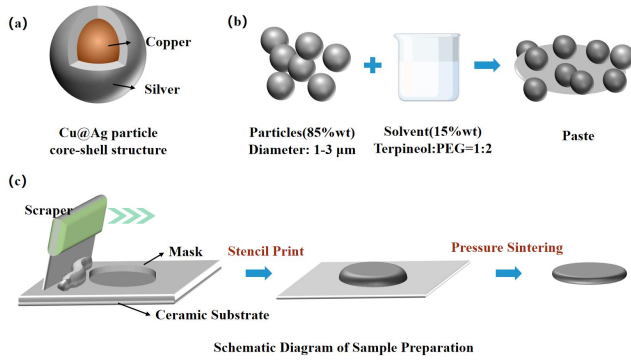 (a)
Copper
Silver
Cu@Ag particle
core-shell structure
(b)
Particles(85%wt)
Diameter: 1-3 μm
Solvent(15%wt)
Terpineol:PEG=1:2
Paste
(c)
Scraper
Mask
Ceramic Substrate
Stencil Print
Pressure Sintering
Schematic Diagram of Sample Preparation